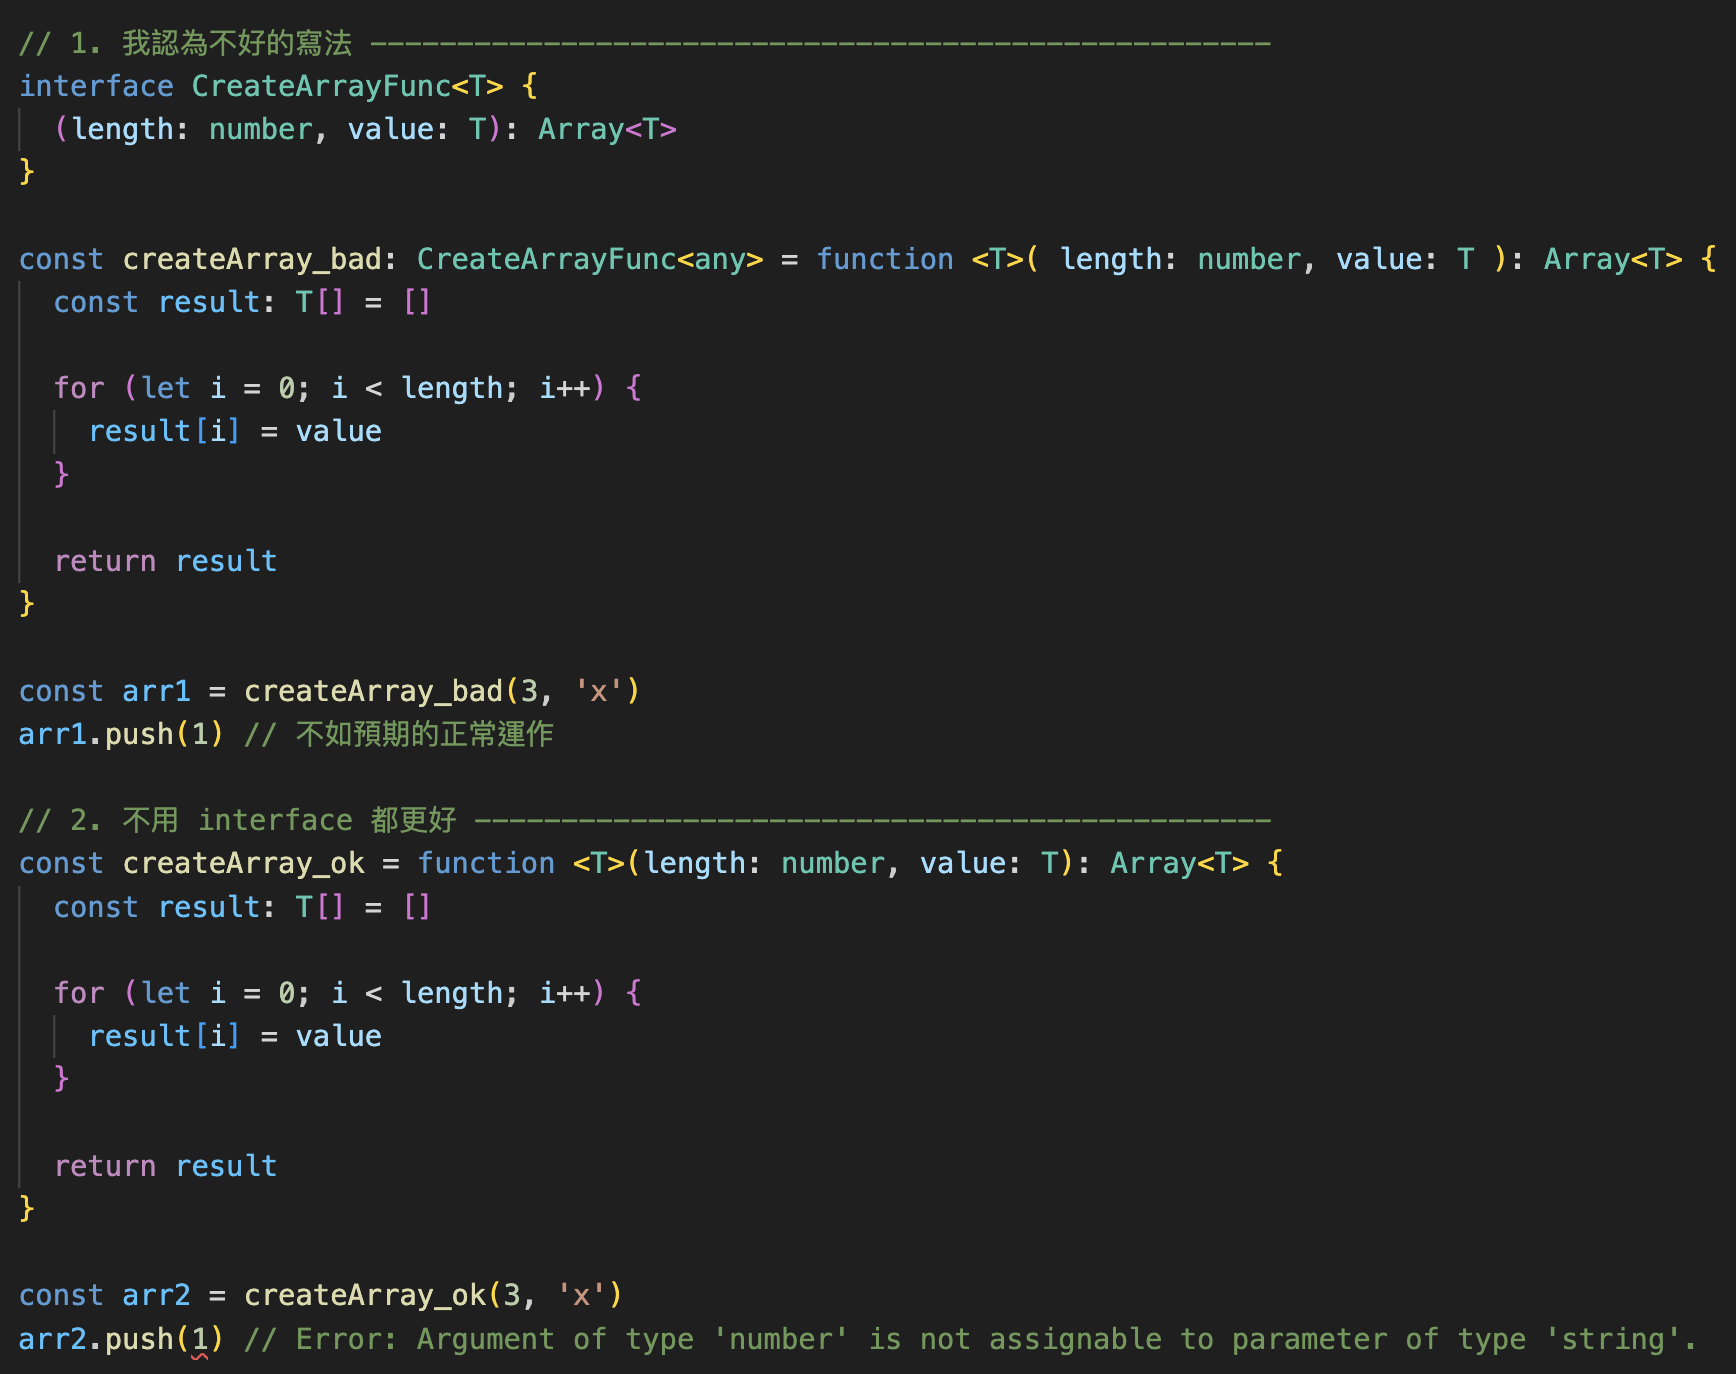 // 1. 我認為不好的寫法 ----------------------------------------------------
interface CreateArrayFunc<T> {
  (length: number, value: T): Array<T>
}
const createArray_bad: CreateArrayFunc<any> = function <T>( length: number, value: T ): Array<T> {
  const result: T[] = []
  for (let i = 0; i < length; i++) {
    result[i] = value
  }
  return result
}
const arr1 = createArray_bad(3, 'x')
arr1.push(1) // 不如預期的正常運作
// 2. 不用 interface 都更好 ----------------------------------------------
const createArray_ok = function <T>(length: number, value: T): Array<T> {
  const result: T[] = []
  for (let i = 0; i < length; i++) {
    result[i] = value
  }
  return result
}
const arr2 = createArray_ok(3, 'x')
arr2.push(1) // Error: Argument of type 'number' is not assignable to parameter of type 'string'.